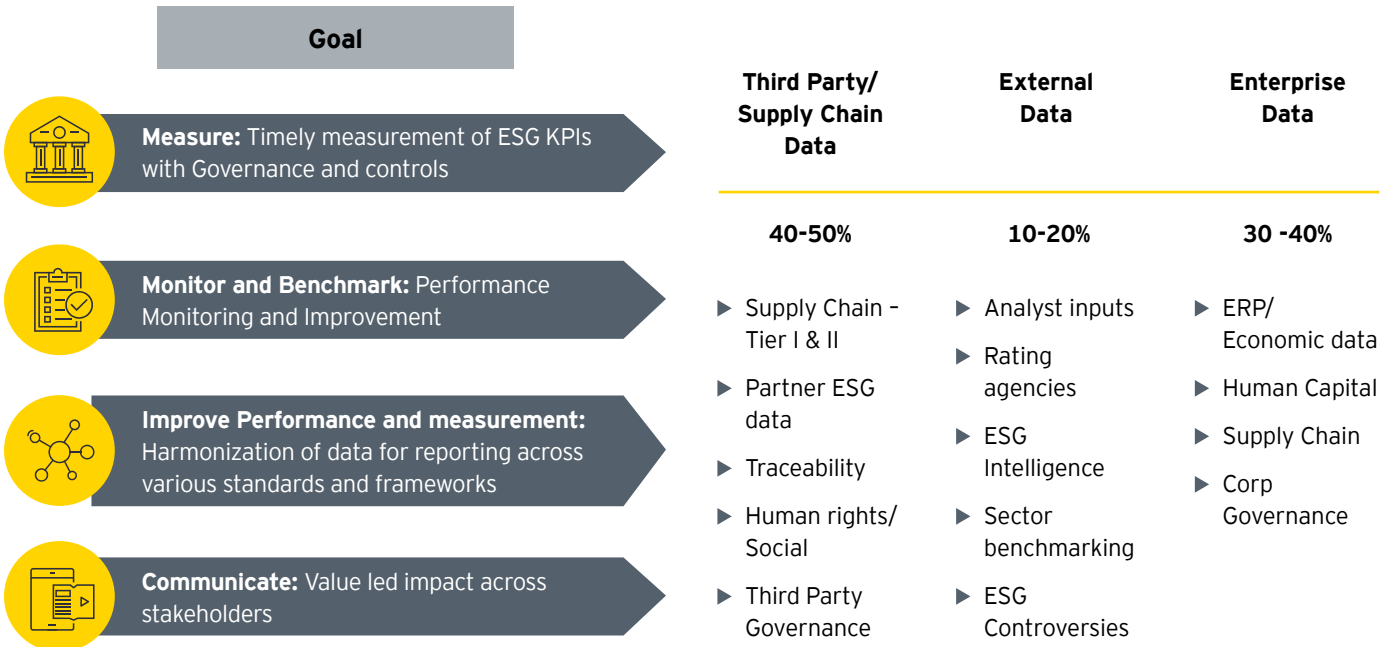 Goal
Measure: Timely measurement of ESG KPIs
with Governance and controls
Monitor and Benchmark: Performance
Monitoring and Improvement
Improve Performance and measurement:
Harmonization of data for reporting across
various standards and frameworks
Communicate: Value led impact across
stakeholders
Third Party/
Supply Chain
Data
40-50%
▶ Supply Chain –
Tier I & II
▶ Partner ESG
data
▶ Traceability
▶ Human rights/
Social
▶ Third Party
Governance
External
Data
10-20%
▶ Analyst inputs
▶ Rating
agencies
▶ ESG
Intelligence
▶ Sector
benchmarking
▶ ESG
Controversies
Enterprise
Data
30 -40%
▶ ERP/
Economic data
▶ Human Capital
▶ Supply Chain
▶ Corp
Governance